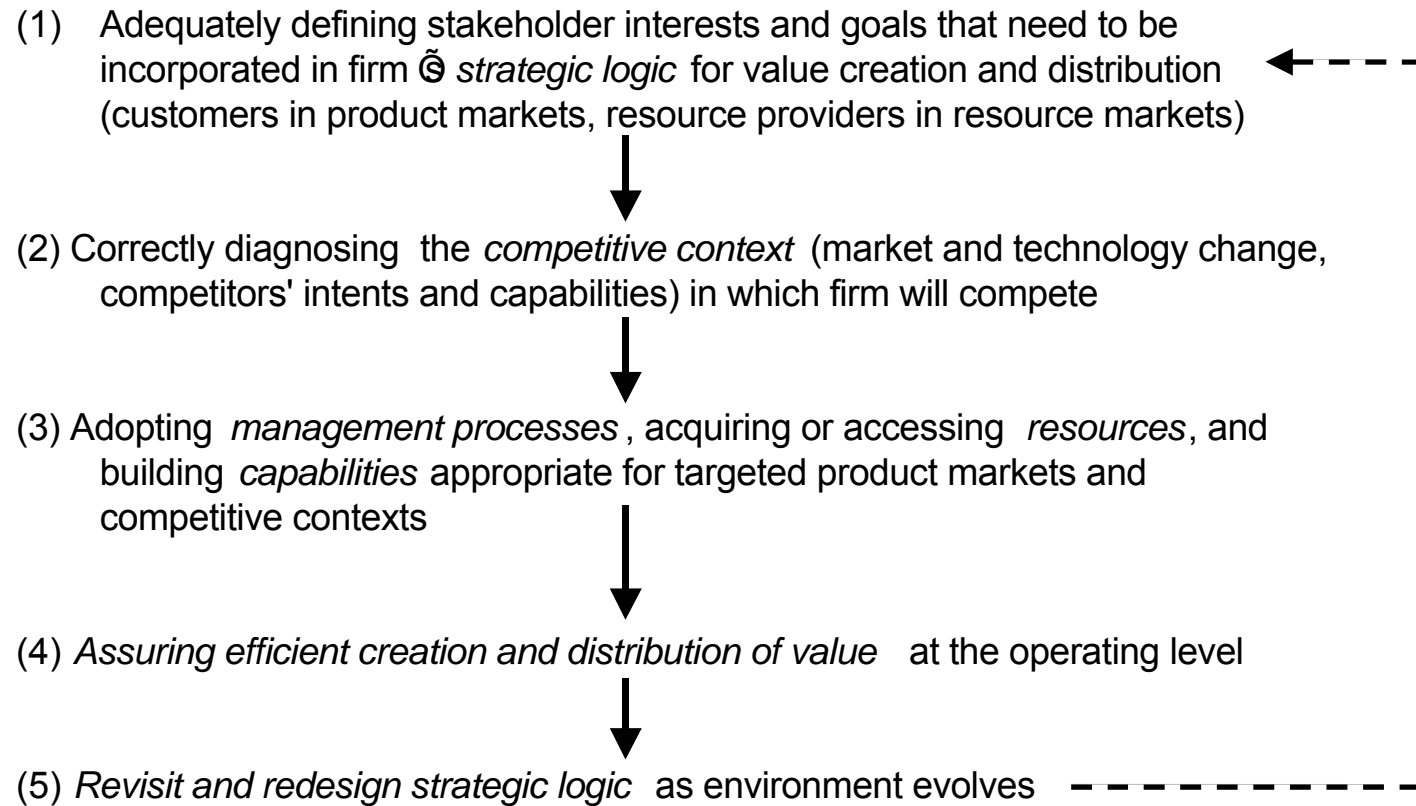 (1) Adequately defining stakeholder interests and goals that need to be
incorporated in firm strategic logic for value creation and distribution
(customers in product markets, resource providers in resource markets)
(2) Correctly diagnosing the competitive context (market and technology change,
competitors' intents and capabilities) in which firm will compete
(3) Adopting management processes, acquiring or accessing resources, and
building capabilities appropriate for targeted product markets and
competitive contexts
(4) Assuring efficient creation and distribution of value at the operating level
(5) Revisit and redesign strategic logic as environment evolves